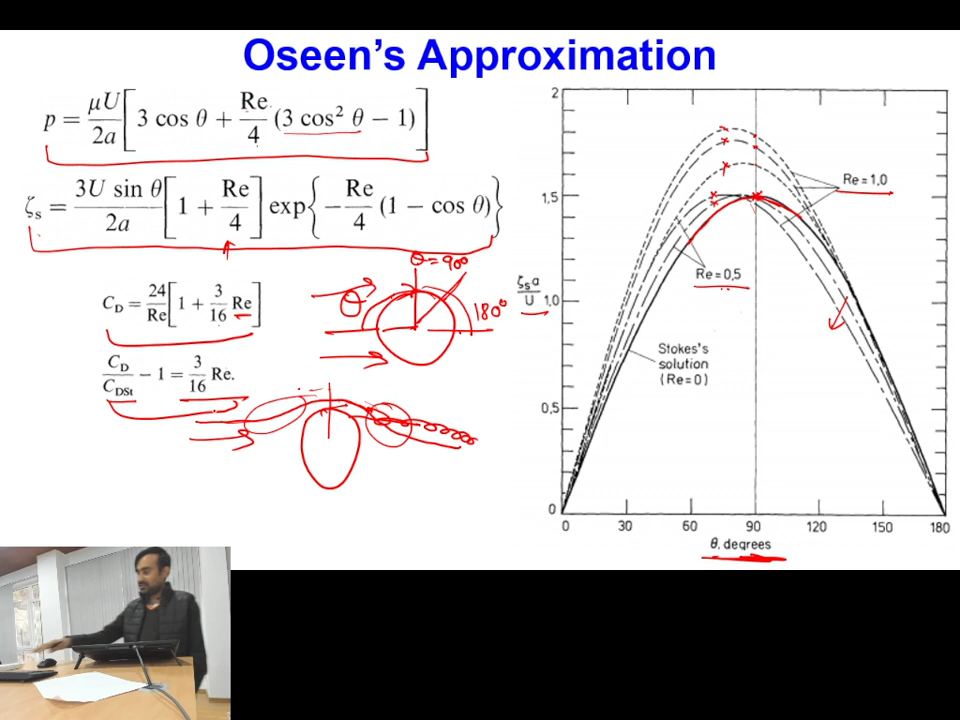 Oseen's Approximation
p = μU/2a [3 cos θ + Re/4 (3 cos² θ − 1)]
ζs = 3U sin θ/2a [1 + Re/4] exp{−Re/4 (1 − cos θ)}
CD = 24/Re [1 + 3/16 Re]
CD/CDSt − 1 = 3/16 Re.
θ = 90°
θ
180°
2
1,5
ζsa/U 1,0
0,5
0
Re = 1,0
Re = 0,5
Stokes's
solution
(Re = 0)
0 30 60 90 120 150 180
θ, degrees